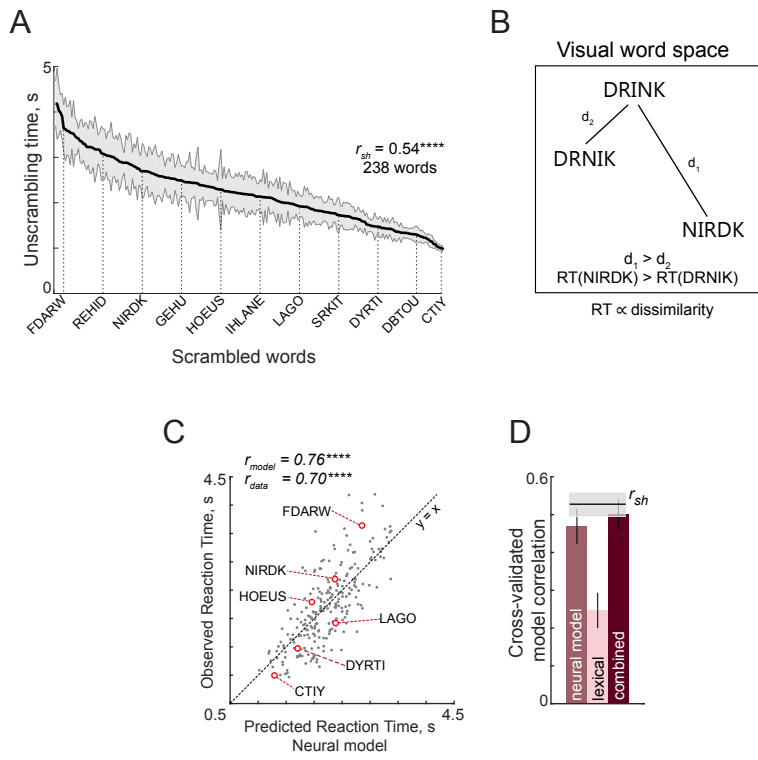 A
5
Unscrambling time, s
0
r_sh = 0.54****
238 words
FDARW
REHID
NIRDK
GEHU
HOEUS
IHLANE
LAGO
SRKIT
DYRTI
DBTOU
CTIY
Scrambled words
B
Visual word space
DRINK
d₂
DRNIK
d₁
NIRDK
d₁ > d₂
RT(NIRDK) > RT(DRNIK)
RT ∝ dissimilarity
C
r_model = 0.76****
r_data = 0.70****
4.5
Observed Reaction Time, s
FDARW
y = x
NIRDK
HOEUS
LAGO
DYRTI
CTIY
0.5
4.5
Predicted Reaction Time, s
Neural model
D
0.6
r_sh
Cross-validated
model correlation
neural model
lexical
combined
0